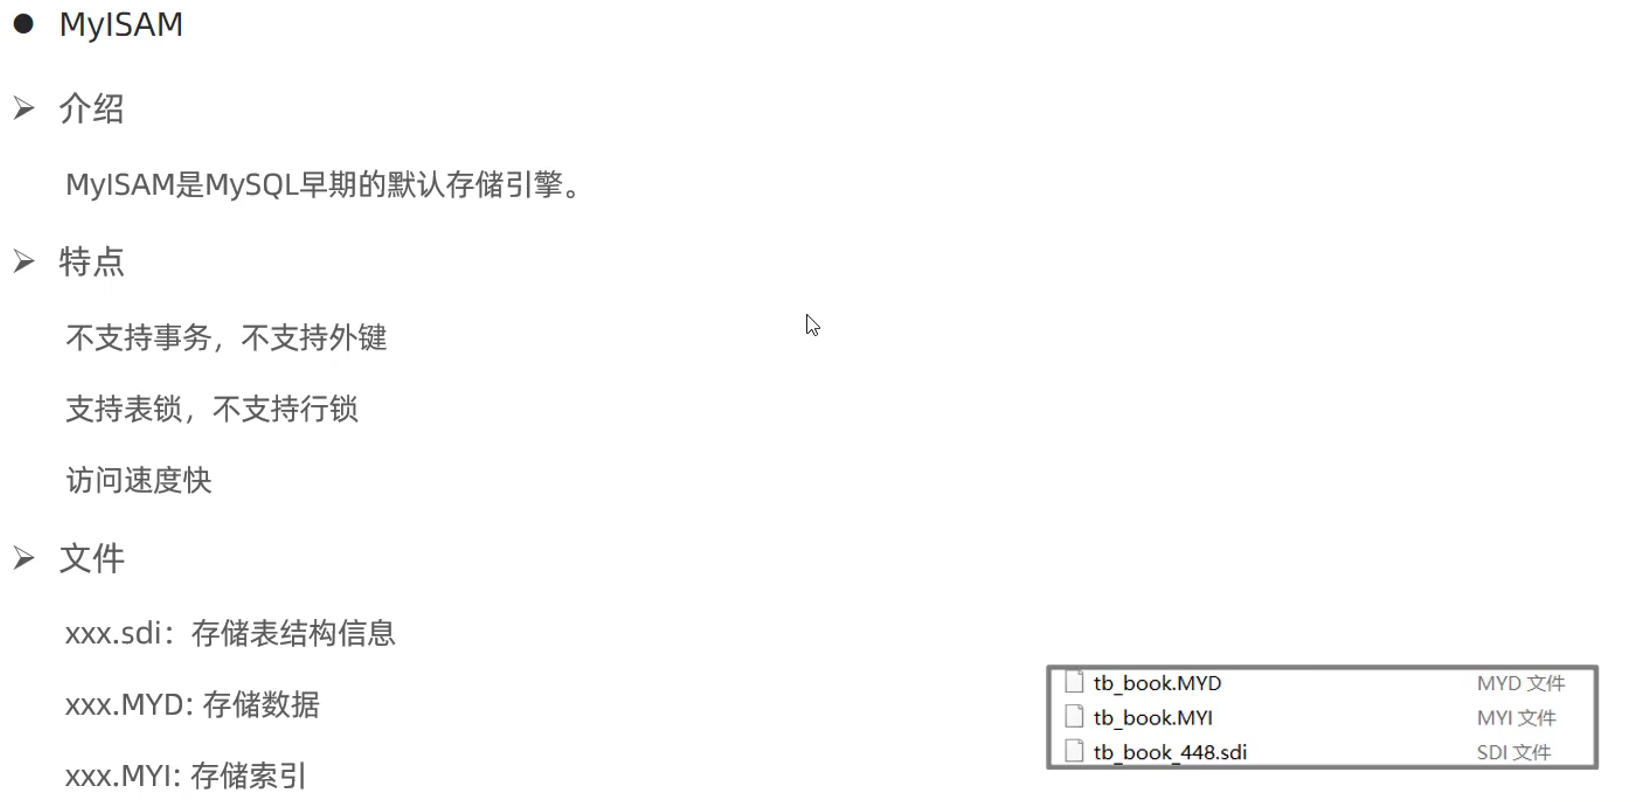 MyISAM
介绍
MyISAM是MySQL早期的默认存储引擎。
特点
不支持事务，不支持外键
支持表锁，不支持行锁
访问速度快
文件
xxx.sdi：存储表结构信息
xxx.MYD: 存储数据
xxx.MYI: 存储索引
tb_book.MYD MYD 文件
tb_book.MYI MYI 文件
tb_book_448.sdi SDI 文件